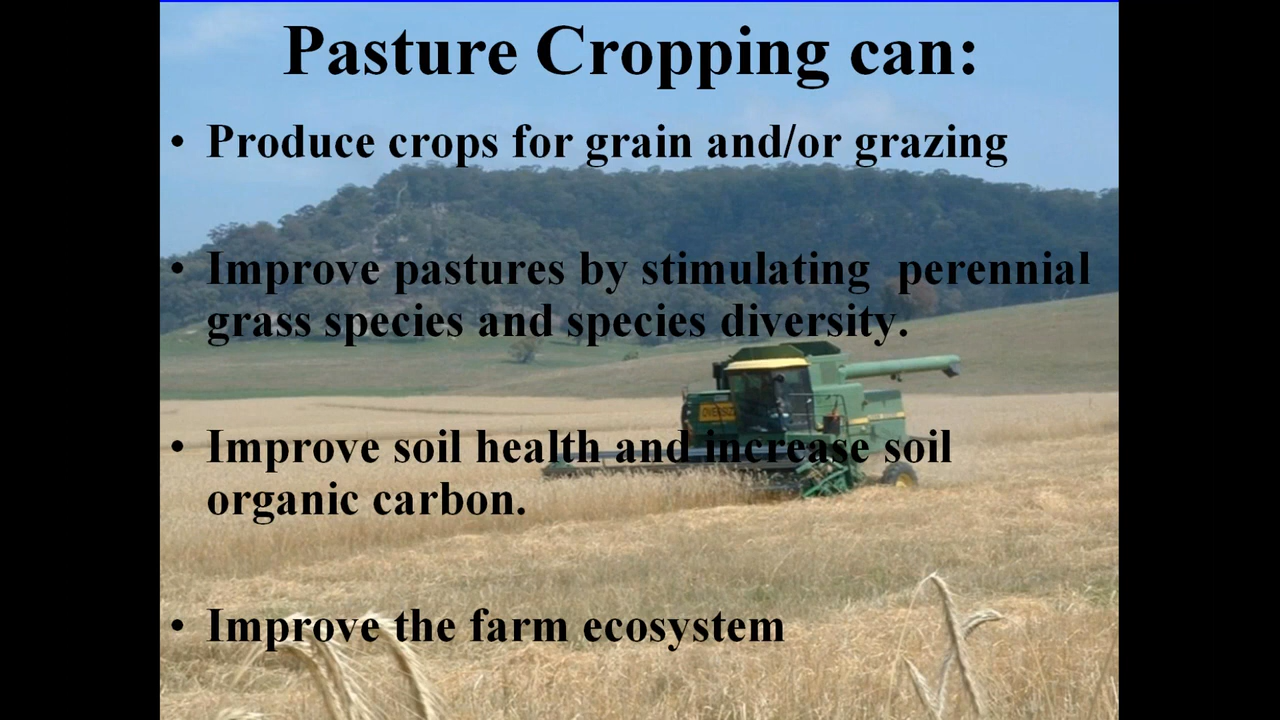 Pasture Cropping can:
• Produce crops for grain and/or grazing
• Improve pastures by stimulating  perennial
grass species and species diversity.
• Improve soil health and increase soil
organic carbon.
• Improve the farm ecosystem
OVERSIZE